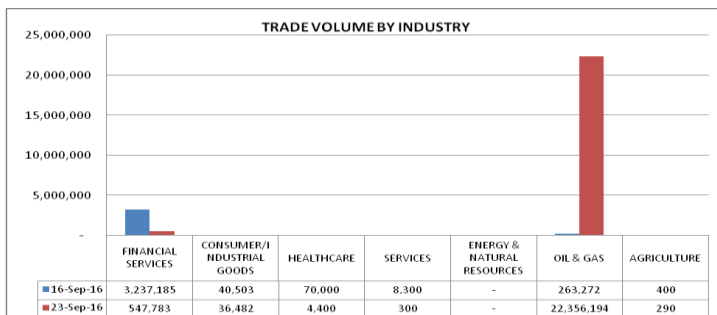 TRADE VOLUME BY INDUSTRY
25,000,000
20,000,000
15,000,000
10,000,000
5,000,000
-
FINANCIAL SERVICES CONSUMER/I NDUSTRIAL GOODS HEALTHCARE SERVICES ENERGY & NATURAL RESOURCES OIL & GAS AGRICULTURE
16-Sep-16 3,237,185 40,503 70,000 8,300 - 263,272 400
23-Sep-16 547,783 36,482 4,400 300 - 22,356,194 290